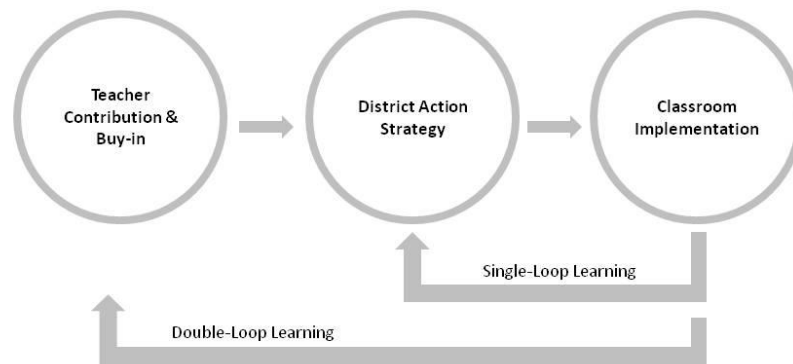 Teacher
Contribution &
Buy-in
District Action
Strategy
Classroom
Implementation
Single-Loop Learning
Double-Loop Learning